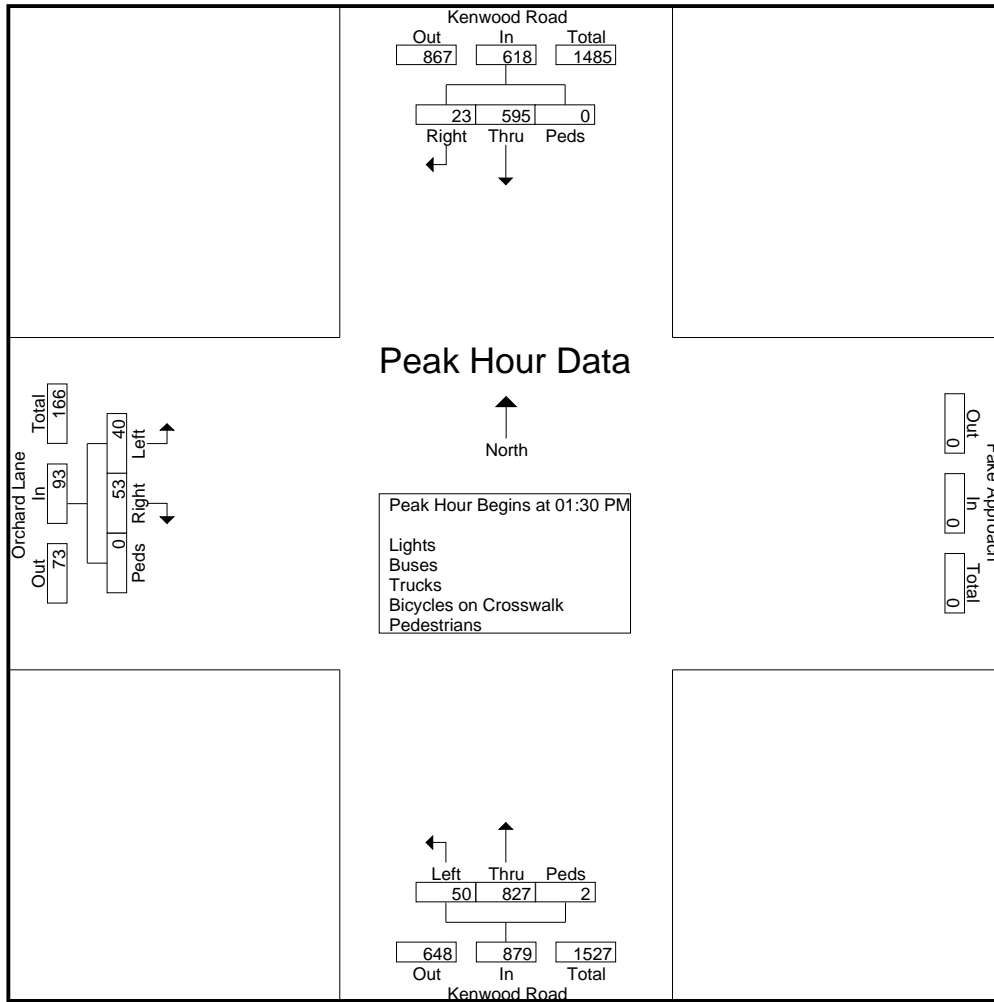 Kenwood Road
Out In Total
867 618 1485
23 595 0
Right Thru Peds
Peak Hour Data
North
Peak Hour Begins at 01:30 PM
Lights
Buses
Trucks
Bicycles on Crosswalk
Pedestrians
Orchard Lane
Out In Total
73 93 166
0 53 40
Peds Right Left
Fake Approach
Out In Total
0 0 0
Left Thru Peds
50 827 2
648 879 1527
Out In Total
Kenwood Road